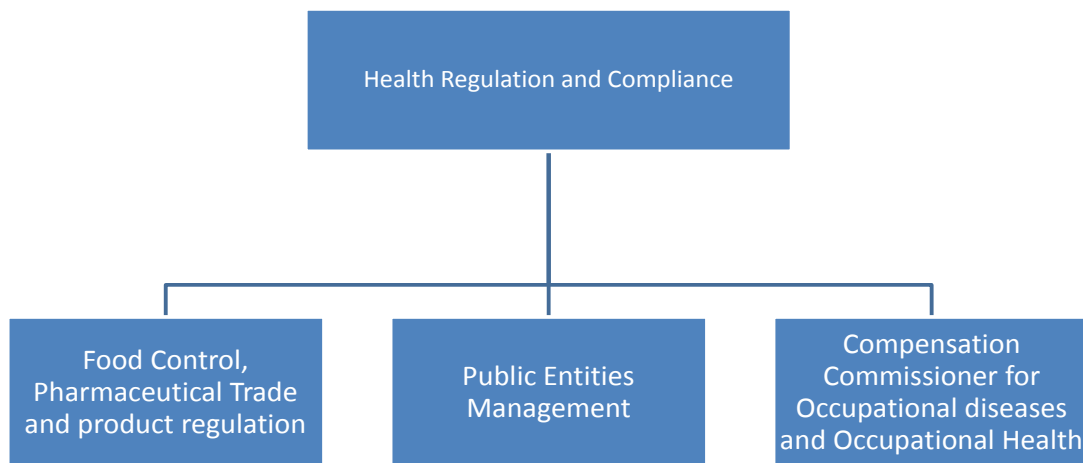 Health Regulation and Compliance
Food Control,
Pharmaceutical Trade
and product regulation
Public Entities
Management
Compensation
Commissioner for
Occupational diseases
and Occupational Health